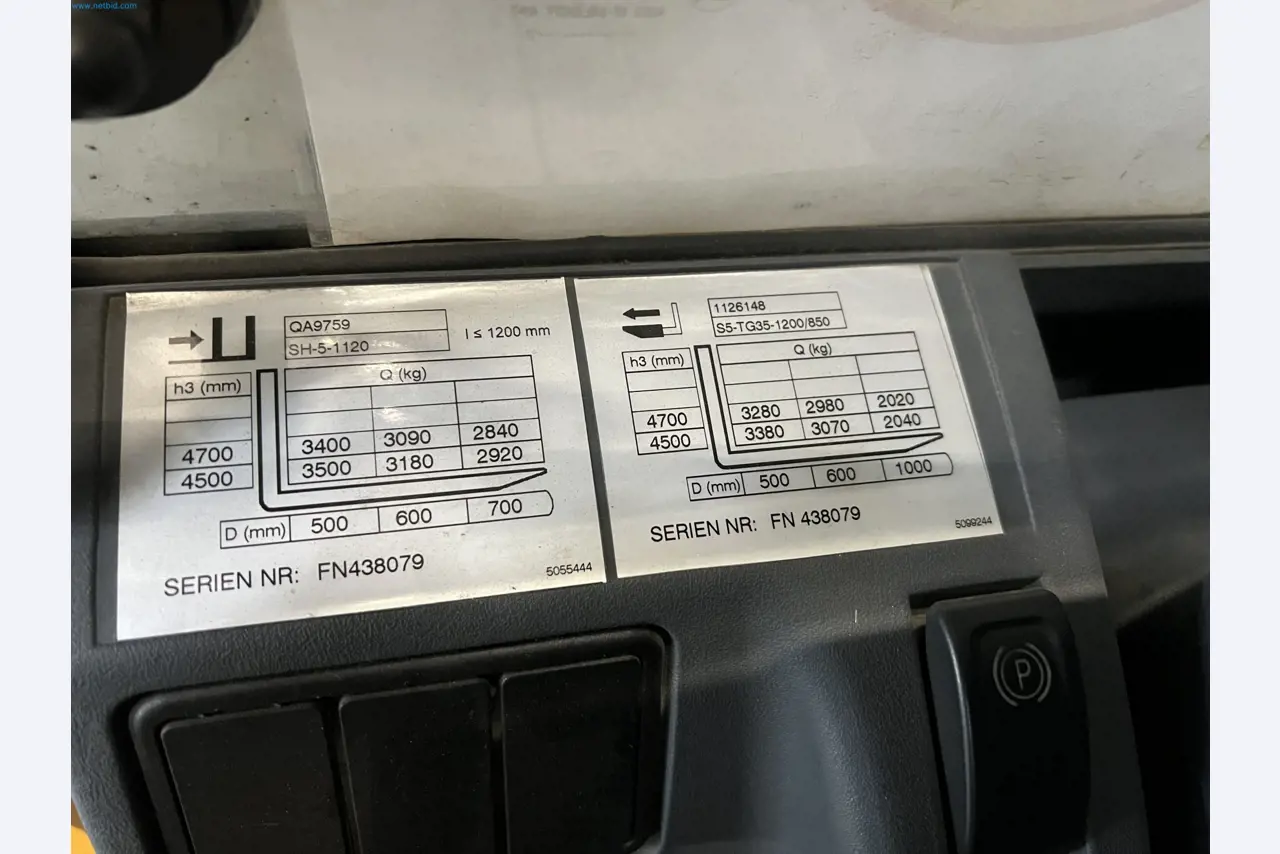 www.netbid.com
QA9759
SH-5-1120
l ≤ 1200 mm
h3 (mm)
Q (kg)
4700 3400 3090 2840
4500 3500 3180 2920
D (mm) 500 600 700
SERIEN NR: FN438079
5055444
1126148
S5-TG35-1200/850
h3 (mm)
Q (kg)
4700 3280 2980 2020
4500 3380 3070 2040
D (mm) 500 600 1000
SERIEN NR: FN 438079
5099244
P